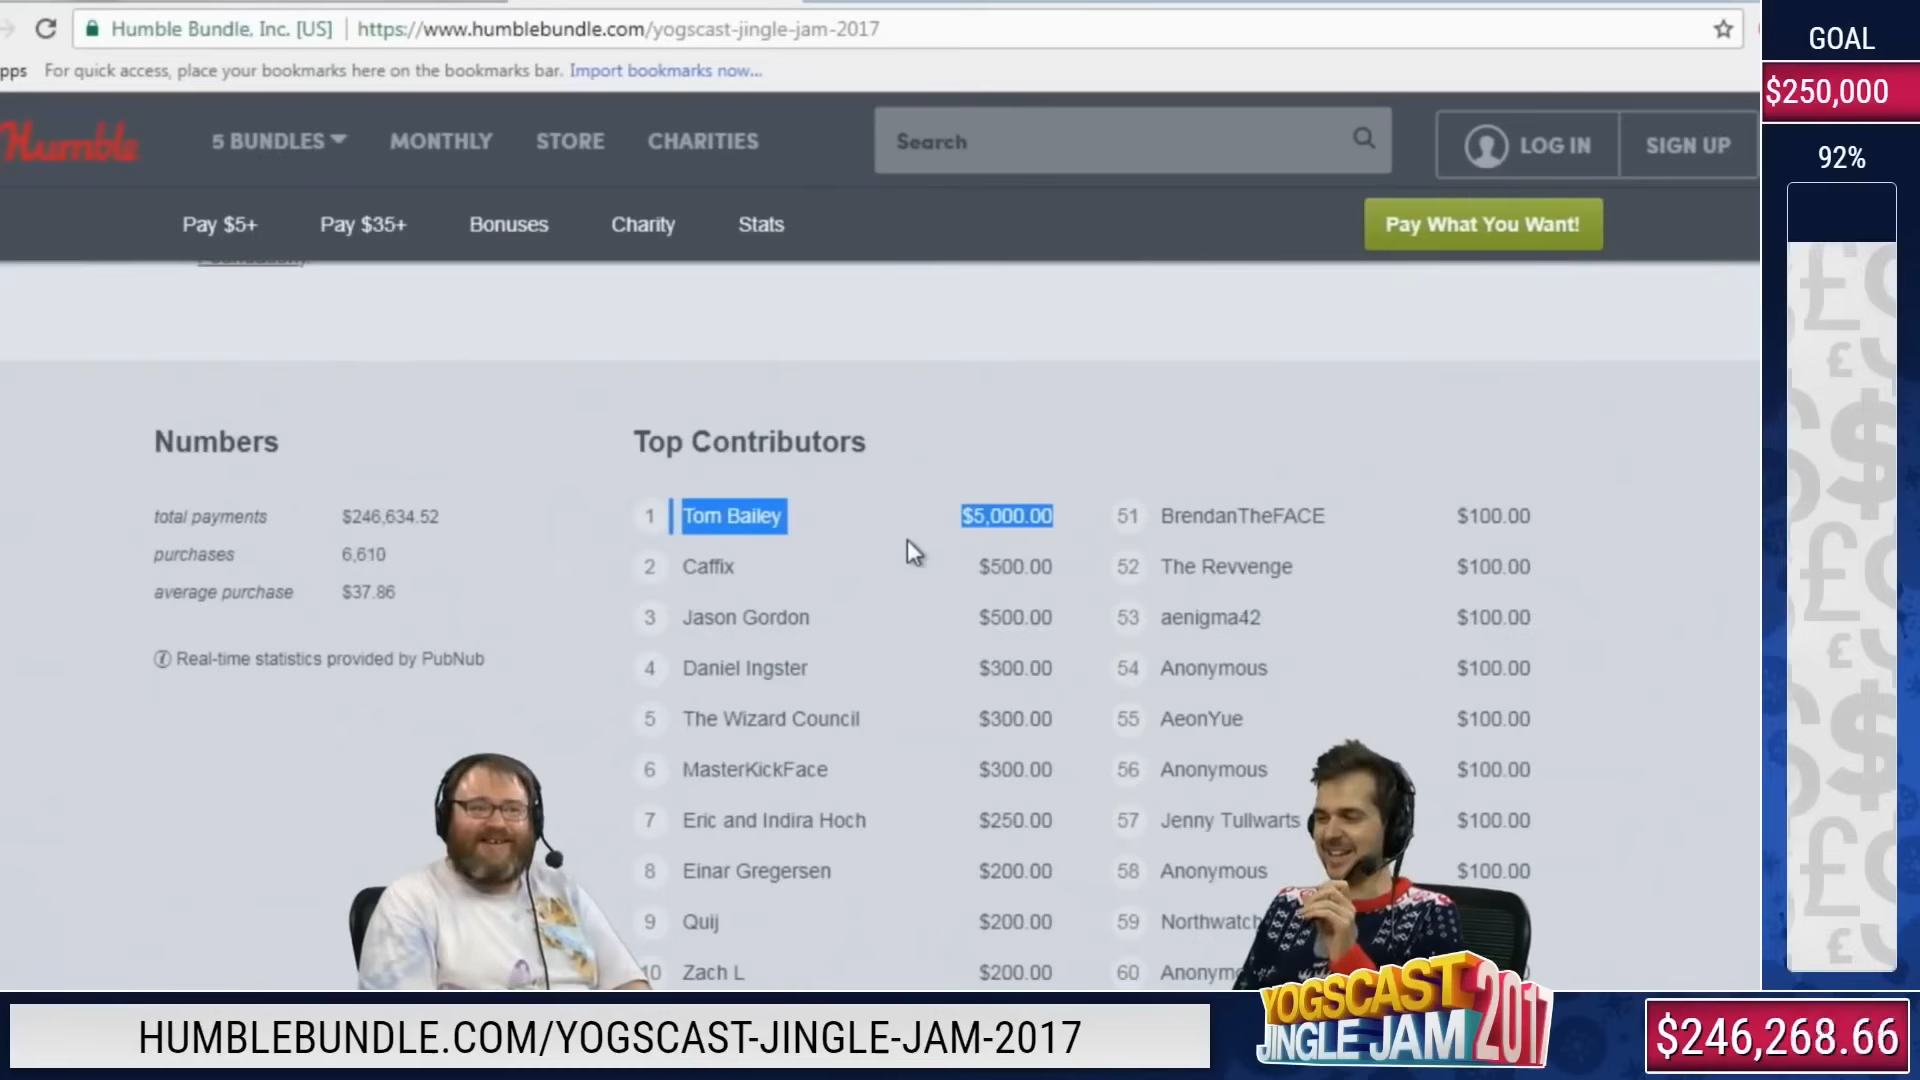 Humble Bundle, Inc. [US] https://www.humblebundle.com/yogscast-jingle-jam-2017
pps For quick access, place your bookmarks here on the bookmarks bar. Import bookmarks now...
Humble 5 BUNDLES MONTHLY STORE CHARITIES Search LOG IN SIGN UP
Pay $5+ Pay $35+ Bonuses Charity Stats Pay What You Want!
GOAL
$250,000
92%
Numbers
total payments $246,634.52
purchases 6,610
average purchase $37.86
Real-time statistics provided by PubNub
Top Contributors
1 Tom Bailey $5,000.00
2 Caffix $500.00
3 Jason Gordon $500.00
4 Daniel Ingster $300.00
5 The Wizard Council $300.00
6 MasterKickFace $300.00
7 Eric and Indira Hoch $250.00
8 Einar Gregersen $200.00
9 Quij $200.00
10 Zach L $200.00
51 BrendanTheFACE $100.00
52 The Revvenge $100.00
53 aenigma42 $100.00
54 Anonymous $100.00
55 AeonYue $100.00
56 Anonymous $100.00
57 Jenny Tullwarts $100.00
58 Anonymous $100.00
59 Northwatch
60 Anonym
HUMBLEBUNDLE.COM/YOGSCAST-JINGLE-JAM-2017
YOGSCAST
JINGLE JAM 2017
$246,268.66